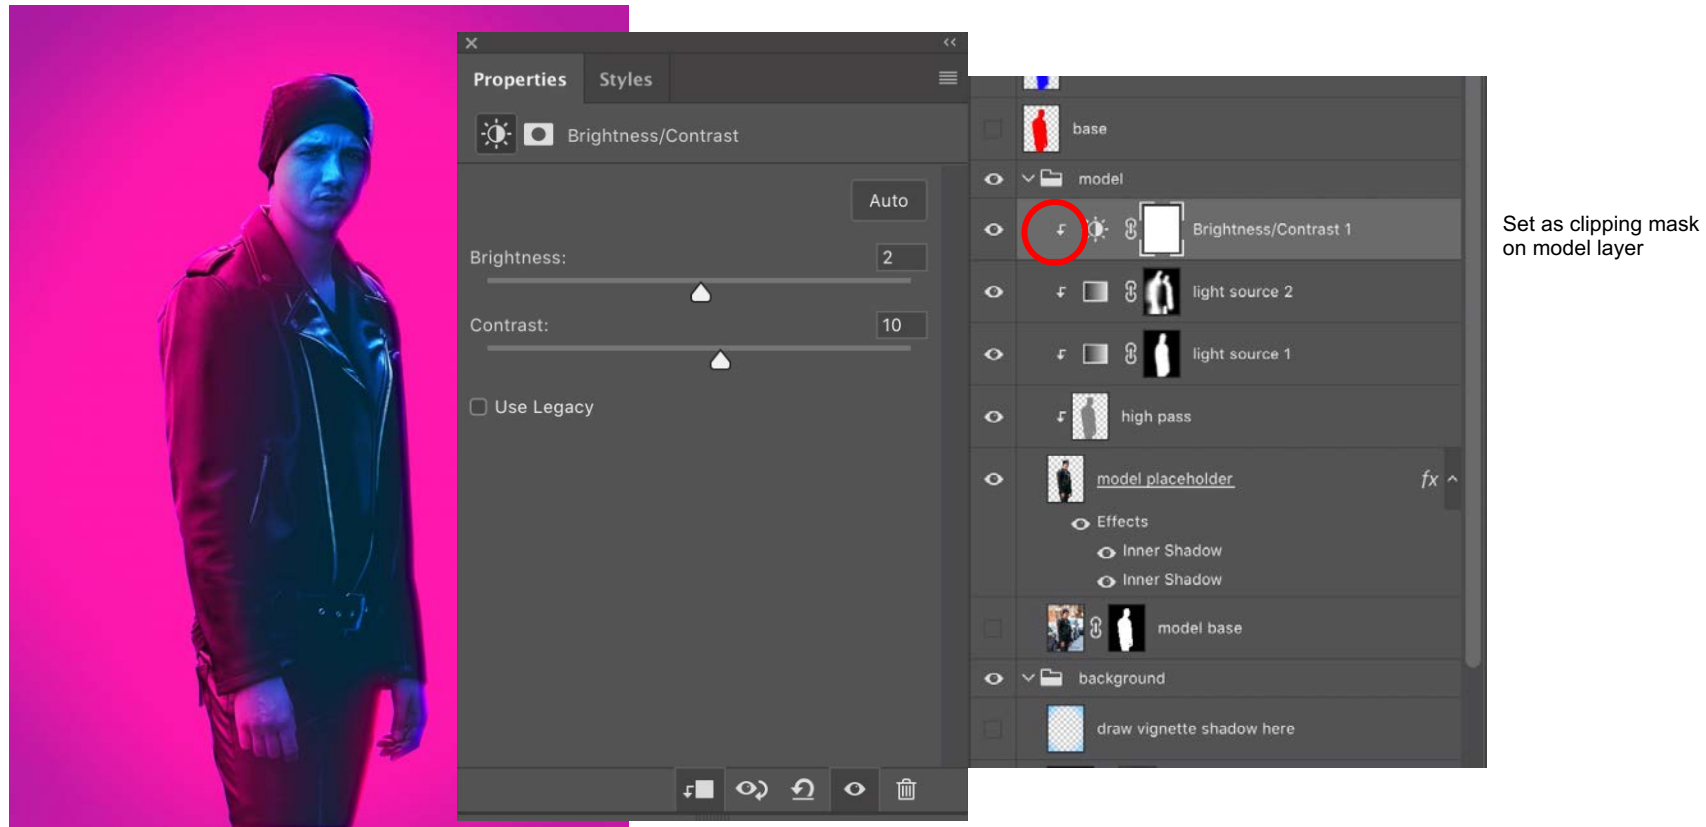 Properties
Styles
Brightness/Contrast
Auto
Brightness:
2
Contrast:
10
Use Legacy
base
model
Brightness/Contrast 1
light source 2
light source 1
high pass
model placeholder
fx
Effects
Inner Shadow
Inner Shadow
model base
background
draw vignette shadow here
Set as clipping mask
on model layer